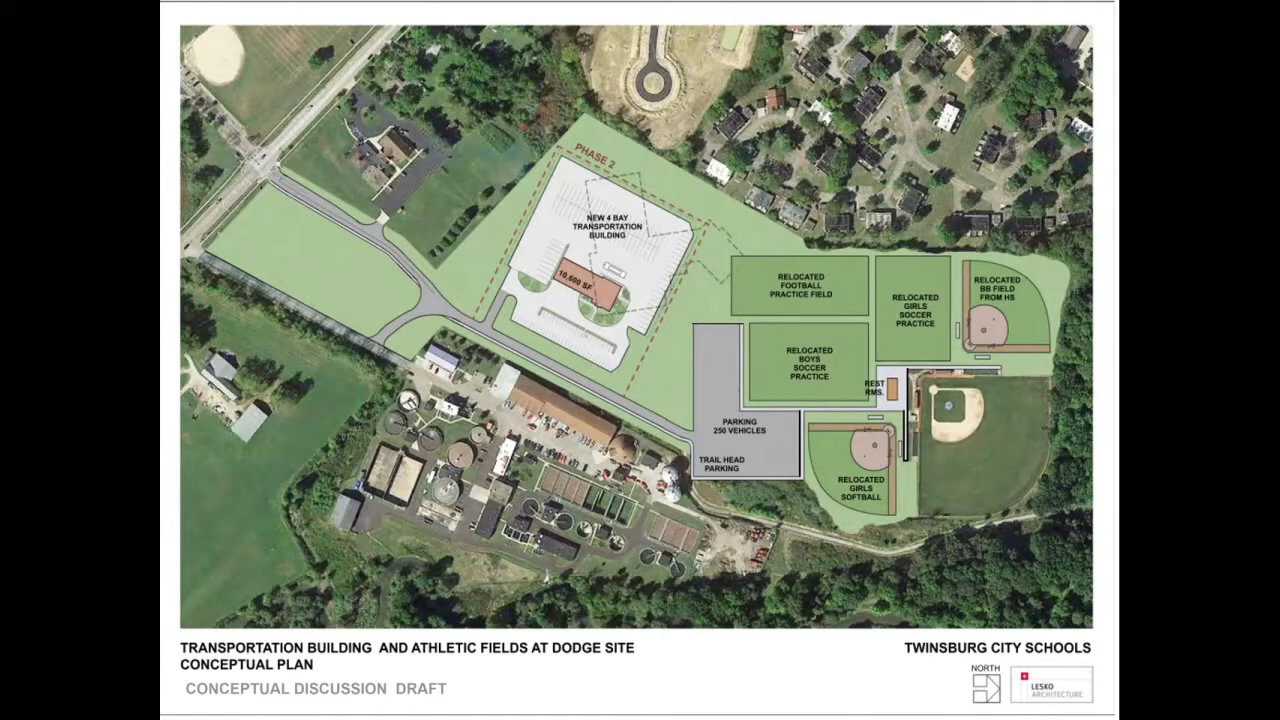 PHASE 2
NEW 4 BAY
TRANSPORTATION
BUILDING
10,600 SF
RELOCATED
FOOTBALL
PRACTICE FIELD
RELOCATED
GIRLS
SOCCER
PRACTICE
RELOCATED
BB FIELD
FROM HS
RELOCATED
BOYS
SOCCER
PRACTICE
REST
RMS.
PARKING
250 VEHICLES
TRAIL HEAD
PARKING
RELOCATED
GIRLS
SOFTBALL
TRANSPORTATION BUILDING AND ATHLETIC FIELDS AT DODGE SITE
CONCEPTUAL PLAN
CONCEPTUAL DISCUSSION DRAFT
TWINSBURG CITY SCHOOLS
NORTH
LESKO
ARCHITECTURE